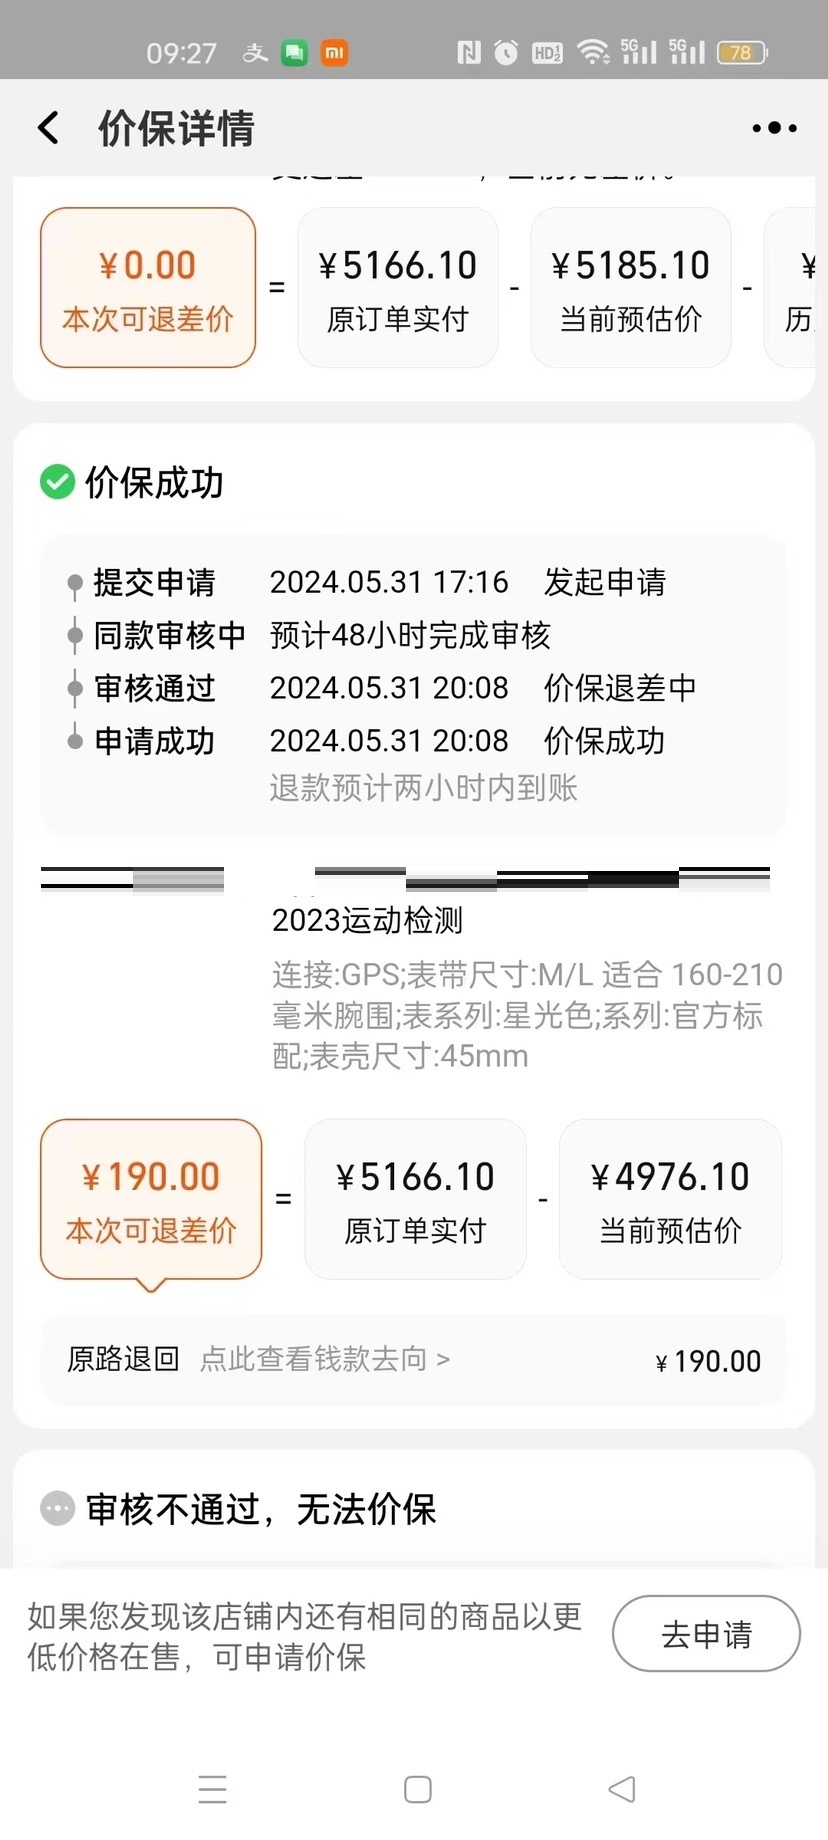 09:27
HD
5G
5G
78
价保详情
¥0.00
=
¥5166.10
-
¥5185.10
-
¥
本次可退差价
原订单实付
当前预估价
历
价保成功
提交申请 2024.05.31 17:16 发起申请
同款审核中 预计48小时完成审核
审核通过 2024.05.31 20:08 价保退差中
申请成功 2024.05.31 20:08 价保成功
退款预计两小时内到账
2023运动检测
连接:GPS;表带尺寸:M/L 适合 160-210
毫米腕围;表系列:星光色;系列:官方标
配;表壳尺寸:45mm
¥190.00
=
¥5166.10
-
¥4976.10
本次可退差价
原订单实付
当前预估价
原路退回 点此查看钱款去向 > ¥190.00
审核不通过，无法价保
如果您发现该店铺内还有相同的商品以更
低价格在售，可申请价保
去申请